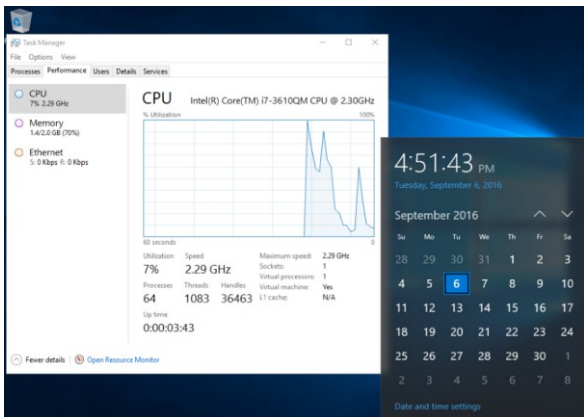 Task Manager
File Options View
Processes Performance Users Details Services
CPU
7% 2.29 GHz
Memory
1.4/2.0 GB (70%)
Ethernet
S: 0 Kbps R: 0 Kbps
CPU Intel(R) Core(TM) i7-3610QM CPU @ 2.30GHz
% Utilization 100%
60 seconds 0
Utilization Speed Maximum speed: 2.29 GHz
7% 2.29 GHz Sockets: 1
Virtual processors: 1
Processes Threads Handles Virtual machine: Yes
64 1083 36463 L1 cache: N/A
Up time
0:00:03:43
Fewer details Open Resource Monitor
4:51:43 PM
Tuesday, September 6, 2016
September 2016
Su Mo Tu We Th Fr Sa
28 29 30 31 1 2 3
4 5 6 7 8 9 10
11 12 13 14 15 16 17
18 19 20 21 22 23 24
25 26 27 28 29 30 1
2 3 4 5 6 7 8
Date and time settings